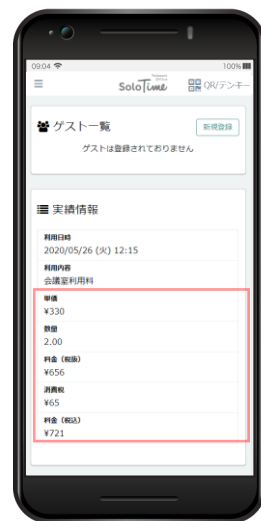 09:04
100%
SoloTime
QR/テンキー
ゲスト一覧
新規登録
ゲストは登録されておりません
実績情報
利用日時
2020/05/26 (火) 12:15
利用内容
会議室利用料
単価
¥330
数量
2.00
料金（税抜）
¥656
消費税
¥65
料金（税込）
¥721